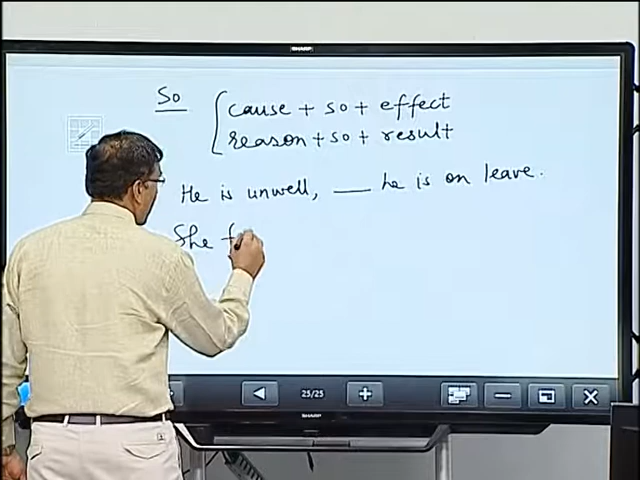 SHARP
So
cause + so + effect
reason + so + result
He is unwell, ___ he is on leave.
She f
25/25
SHARP